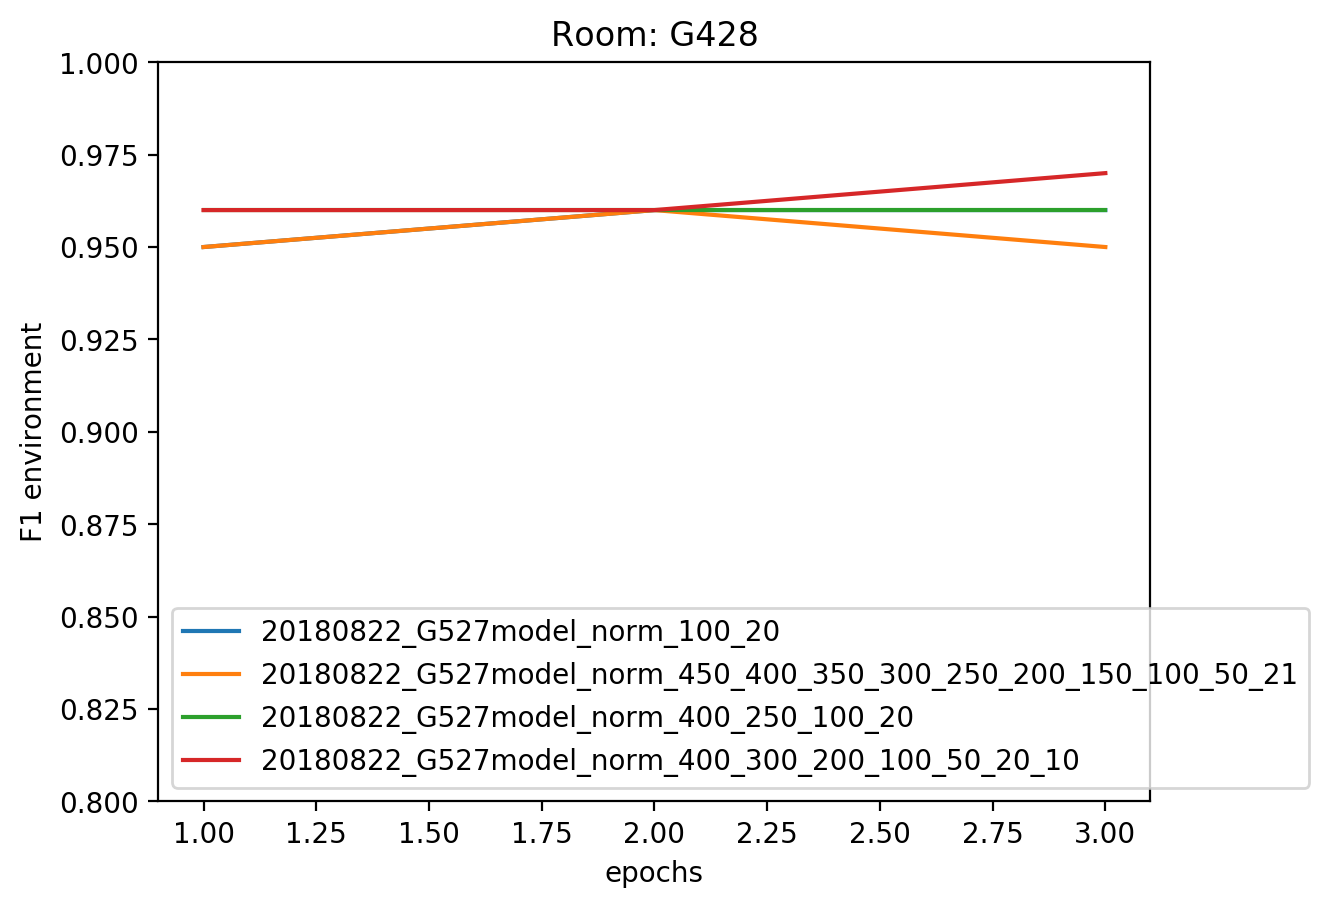 Room: G428
1.000
0.975
0.950
0.925
0.900
0.875
0.850
0.825
0.800
F1 environment
20180822_G527model_norm_100_20
20180822_G527model_norm_450_400_350_300_250_200_150_100_50_21
20180822_G527model_norm_400_250_100_20
20180822_G527model_norm_400_300_200_100_50_20_10
1.00 1.25 1.50 1.75 2.00 2.25 2.50 2.75 3.00
epochs